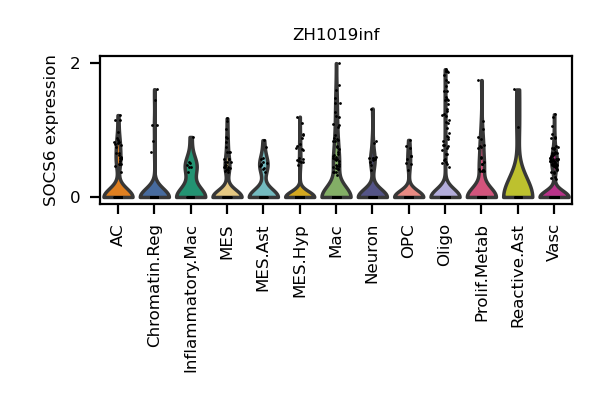 ZH1019inf
SOCS6 expression
2
0
AC
Chromatin.Reg
Inflammatory.Mac
MES
MES.Ast
MES.Hyp
Mac
Neuron
OPC
Oligo
Prolif.Metab
Reactive.Ast
Vasc